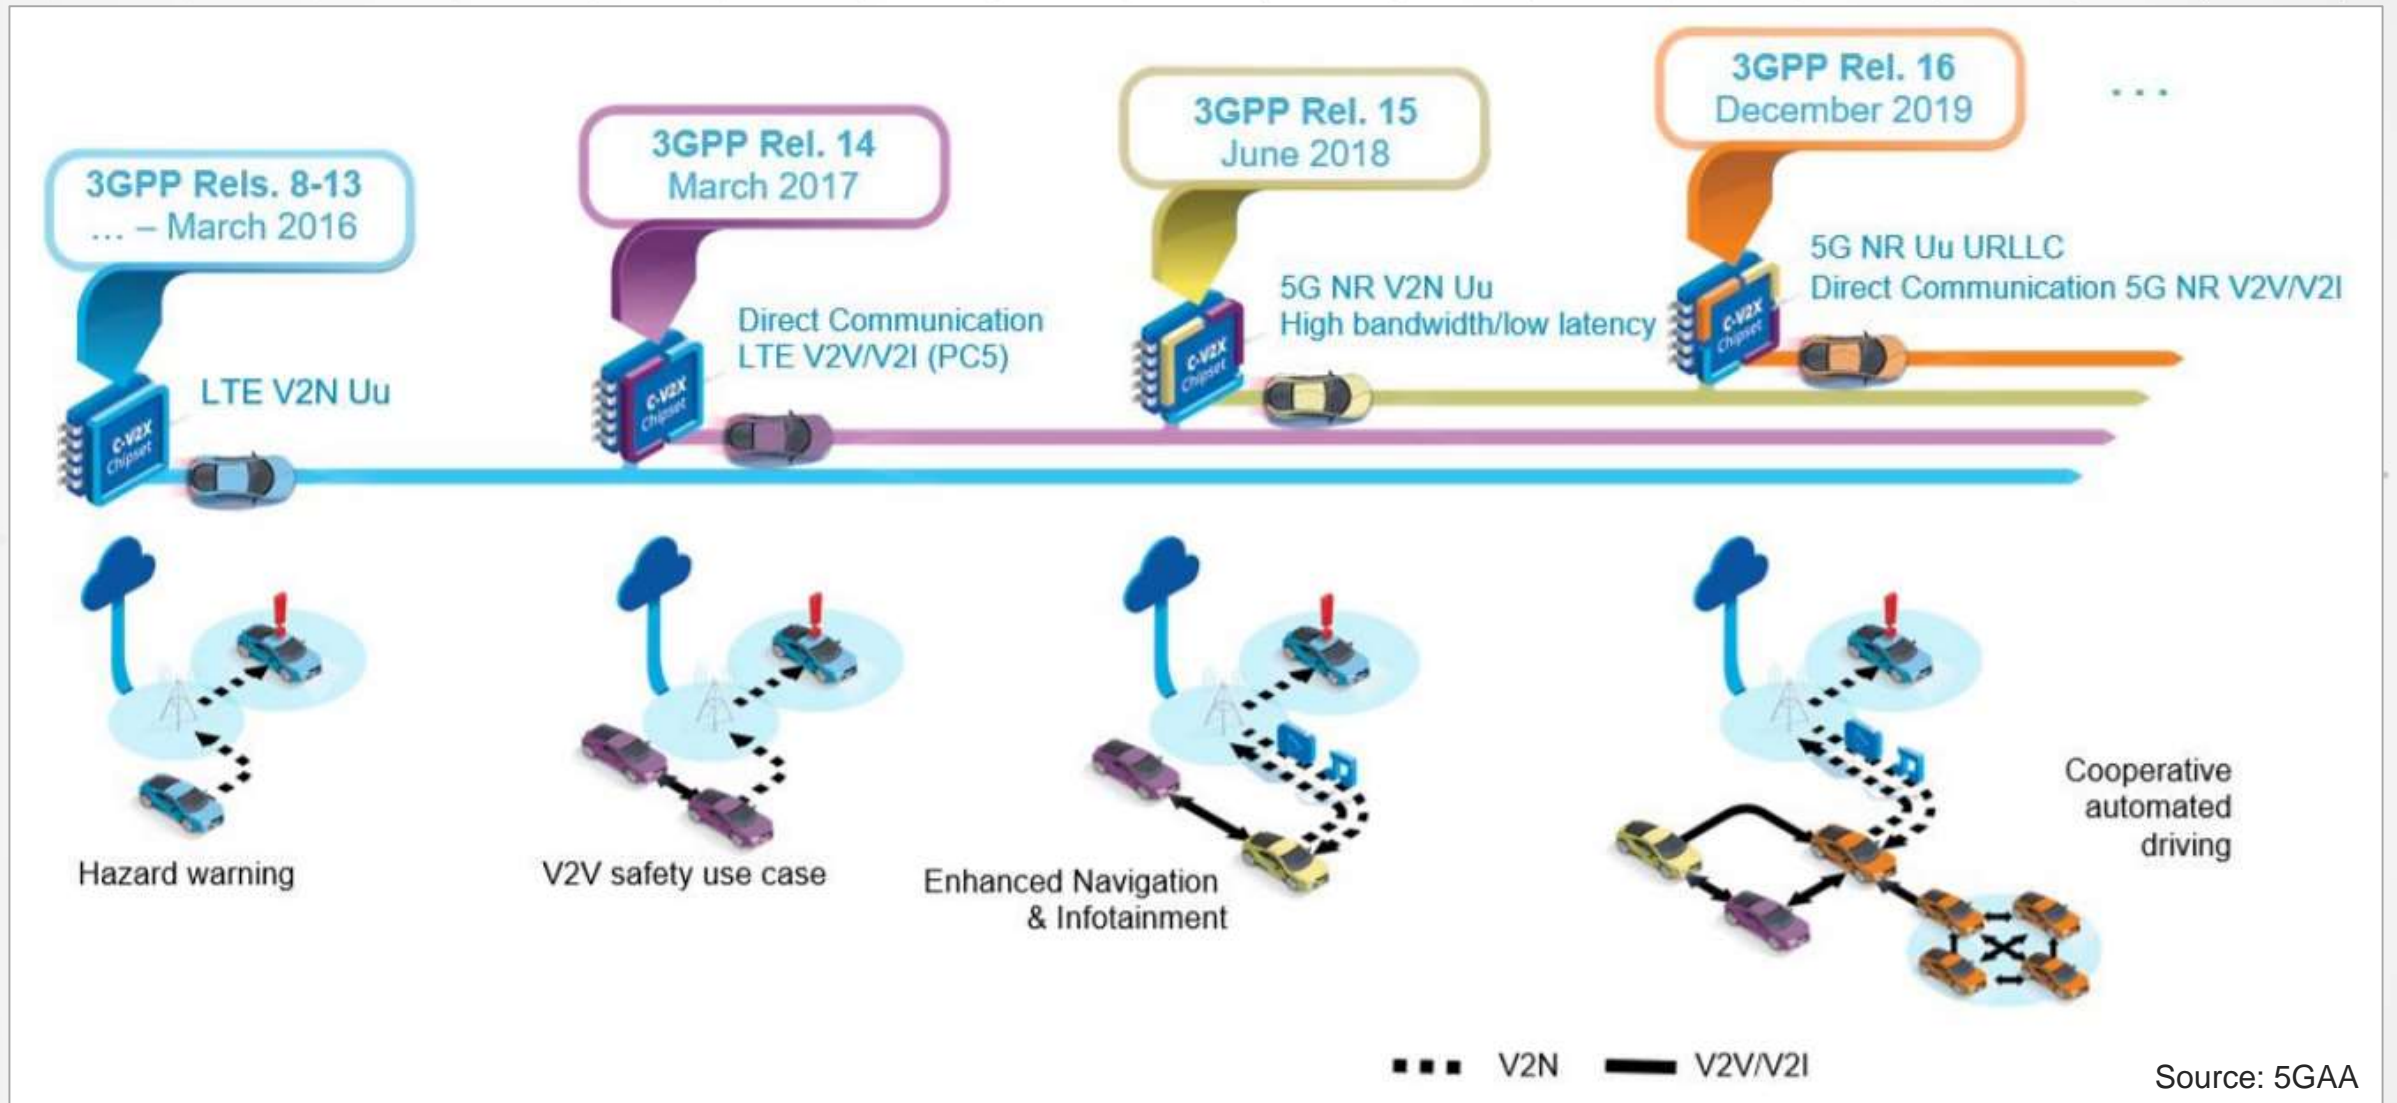 3GPP Rels. 8-13
... – March 2016
LTE V2N Uu
C-V2X
Chipset
3GPP Rel. 14
March 2017
Direct Communication
LTE V2V/V2I (PC5)
C-V2X
Chipset
3GPP Rel. 15
June 2018
5G NR V2N Uu
High bandwidth/low latency
C-V2X
Chipset
3GPP Rel. 16
December 2019
5G NR Uu URLLC
Direct Communication 5G NR V2V/V2I
C-V2X
Chipset
. . .
Hazard warning
V2V safety use case
Enhanced Navigation
& Infotainment
Cooperative
automated
driving
V2N
V2V/V2I
Source: 5GAA